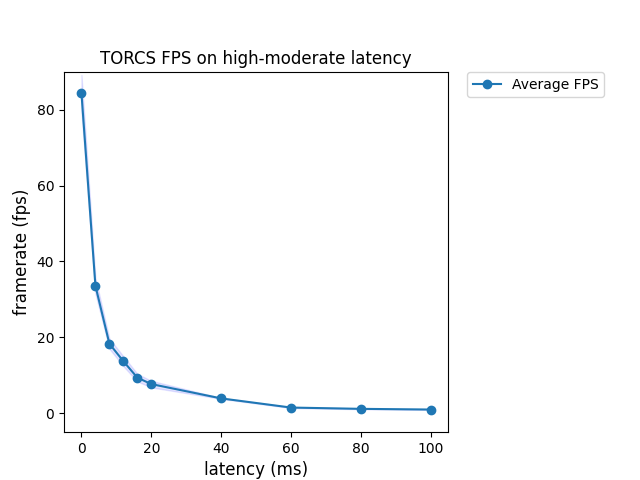 TORCS FPS on high-moderate latency
Average FPS
80
60
40
20
0
framerate (fps)
0 20 40 60 80 100
latency (ms)